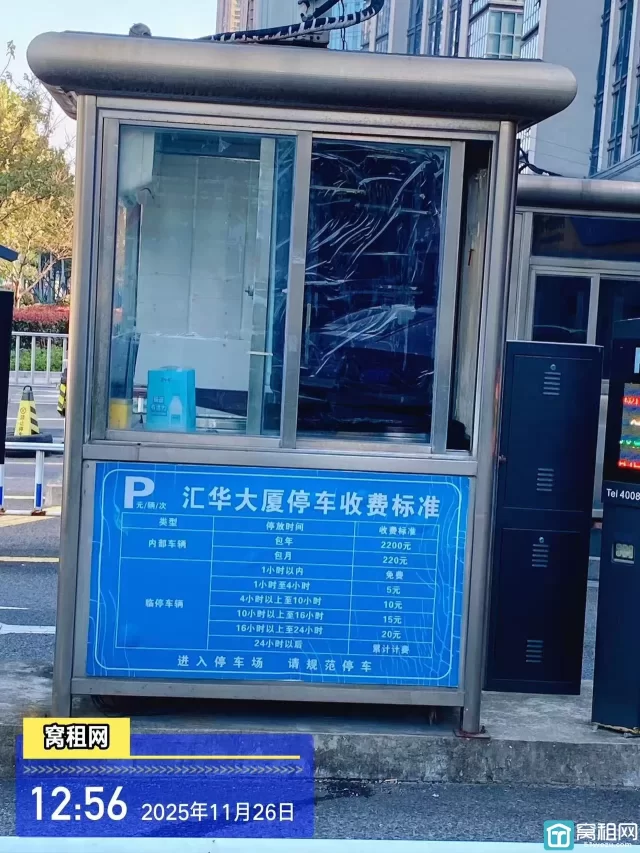 P 汇华大厦停车收费标准
元/辆/次
类型 停放时间 收费标准
内部车辆 包年 2200元
包月 220元
临停车辆 1小时以内 免费
1小时至4小时 5元
4小时以上至10小时 10元
10小时以上至16小时 15元
16小时以上至24小时 20元
24小时以后 累计计费
进入停车场 请规范停车
Tel 4008
窝租网
12:56 2025年11月26日
窝租网